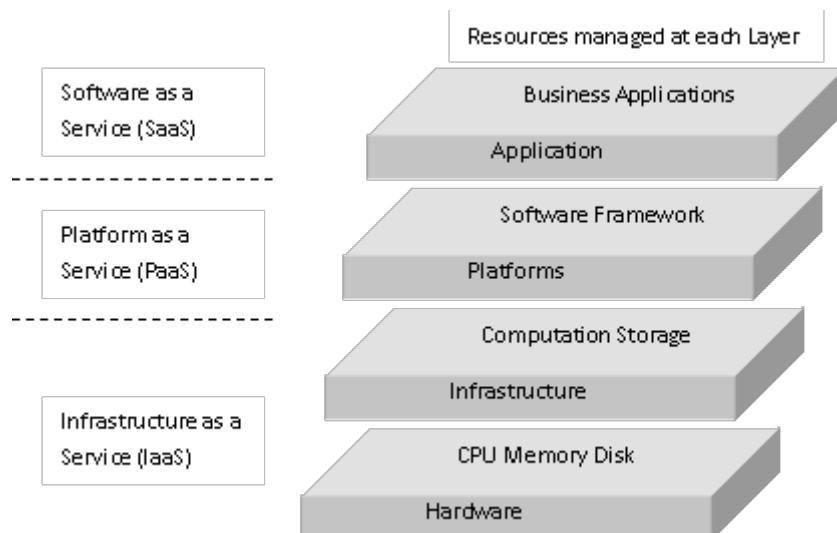 Resources managed at each Layer
Software as a
Service (SaaS)
Business Applications
Application
Platform as a
Service (PaaS)
Software Framework
Platforms
Computation Storage
Infrastructure
Infrastructure as a
Service (IaaS)
CPU Memory Disk
Hardware